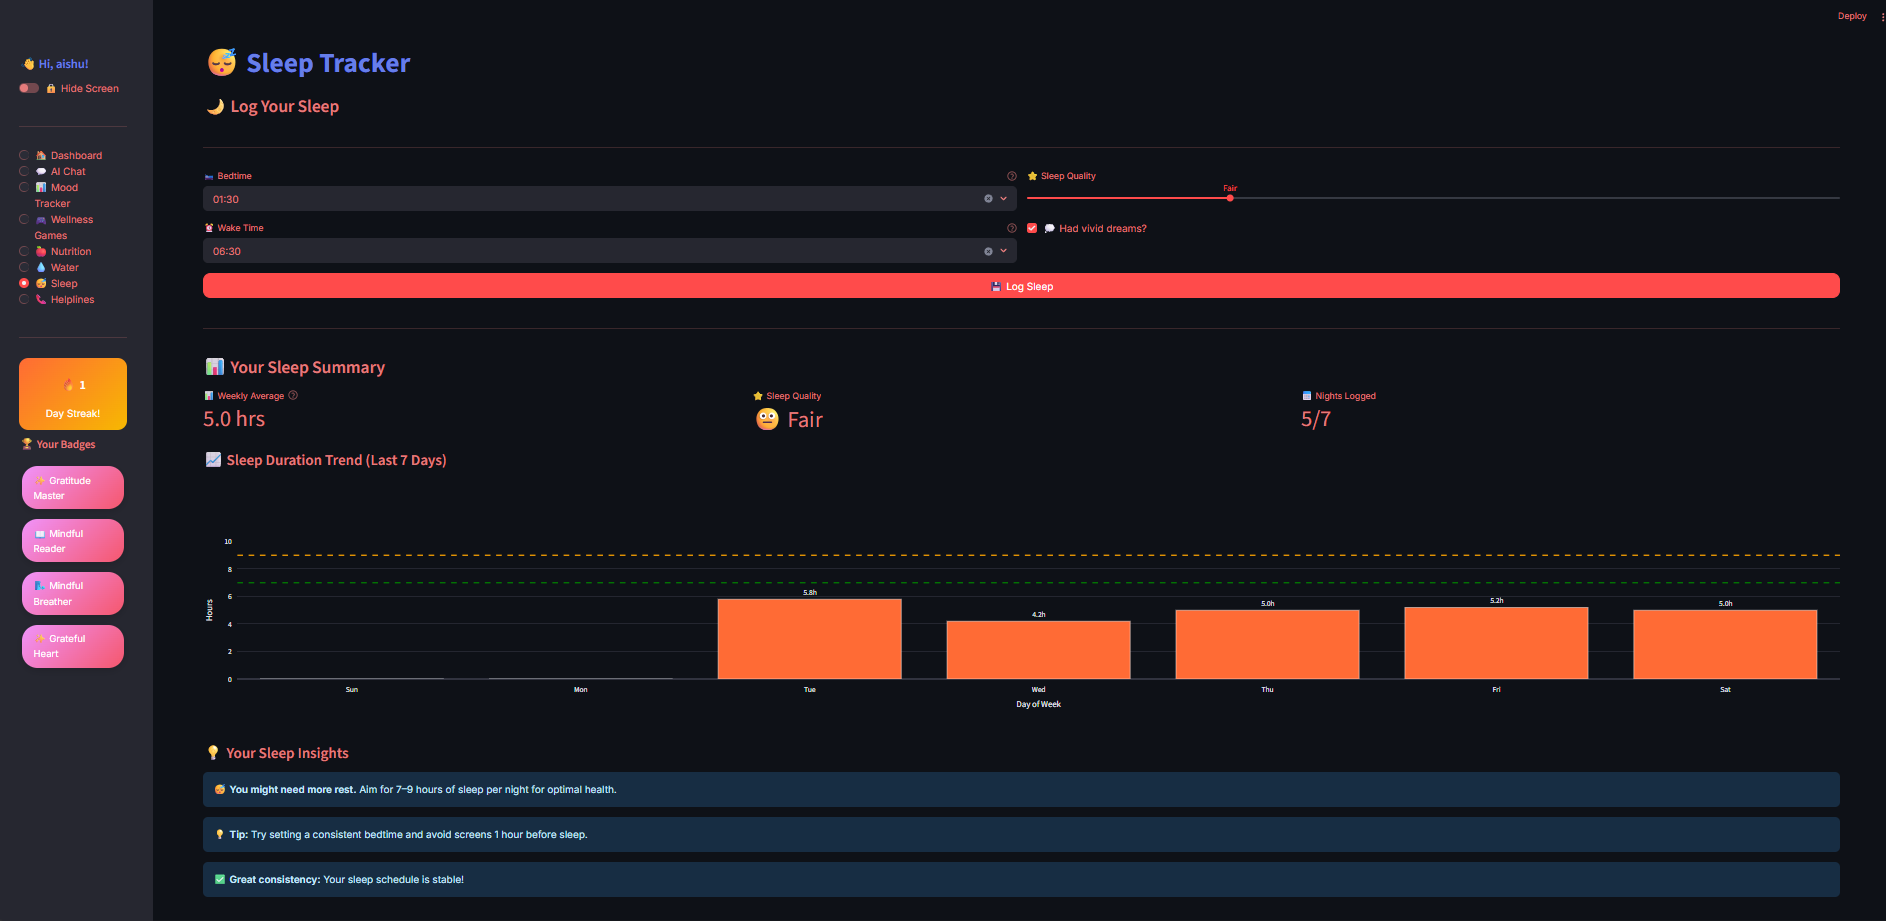 Deploy
Hi, aishu!
Hide Screen
Dashboard
AI Chat
Mood
Tracker
Wellness
Games
Nutrition
Water
Sleep
Helplines
1
Day Streak!
Your Badges
Gratitude
Master
Mindful
Reader
Mindful
Breather
Grateful
Heart
Sleep Tracker
Log Your Sleep
Bedtime
01:30
Sleep Quality
Fair
Wake Time
06:30
Had vivid dreams?
Log Sleep
Your Sleep Summary
Weekly Average
5.0 hrs
Sleep Quality
Fair
Nights Logged
5/7
Sleep Duration Trend (Last 7 Days)
10
8
6
4
2
0
Hours
5.8h
4.2h
5.0h
5.2h
5.0h
Sun
Mon
Tue
Wed
Thu
Fri
Sat
Day of Week
Your Sleep Insights
You might need more rest. Aim for 7–9 hours of sleep per night for optimal health.
Tip: Try setting a consistent bedtime and avoid screens 1 hour before sleep.
Great consistency: Your sleep schedule is stable!